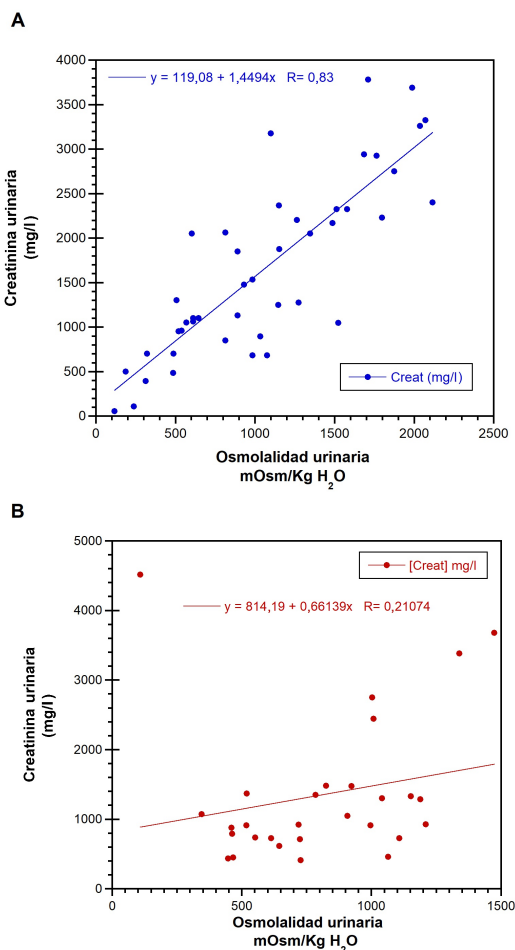 A
4000
3500
3000
2500
2000
1500
1000
500
0
Creatinina urinaria
(mg/l)
y = 119,08 + 1,4494x R= 0,83
Creat (mg/l)
0 500 1000 1500 2000 2500
Osmolalidad urinaria
mOsm/Kg H2O
B
5000
4000
3000
2000
1000
0
Creatinina urinaria
(mg/l)
[Creat] mg/l
y = 814,19 + 0,66139x R= 0,21074
0 500 1000 1500
Osmolalidad urinaria
mOsm/Kg H2O